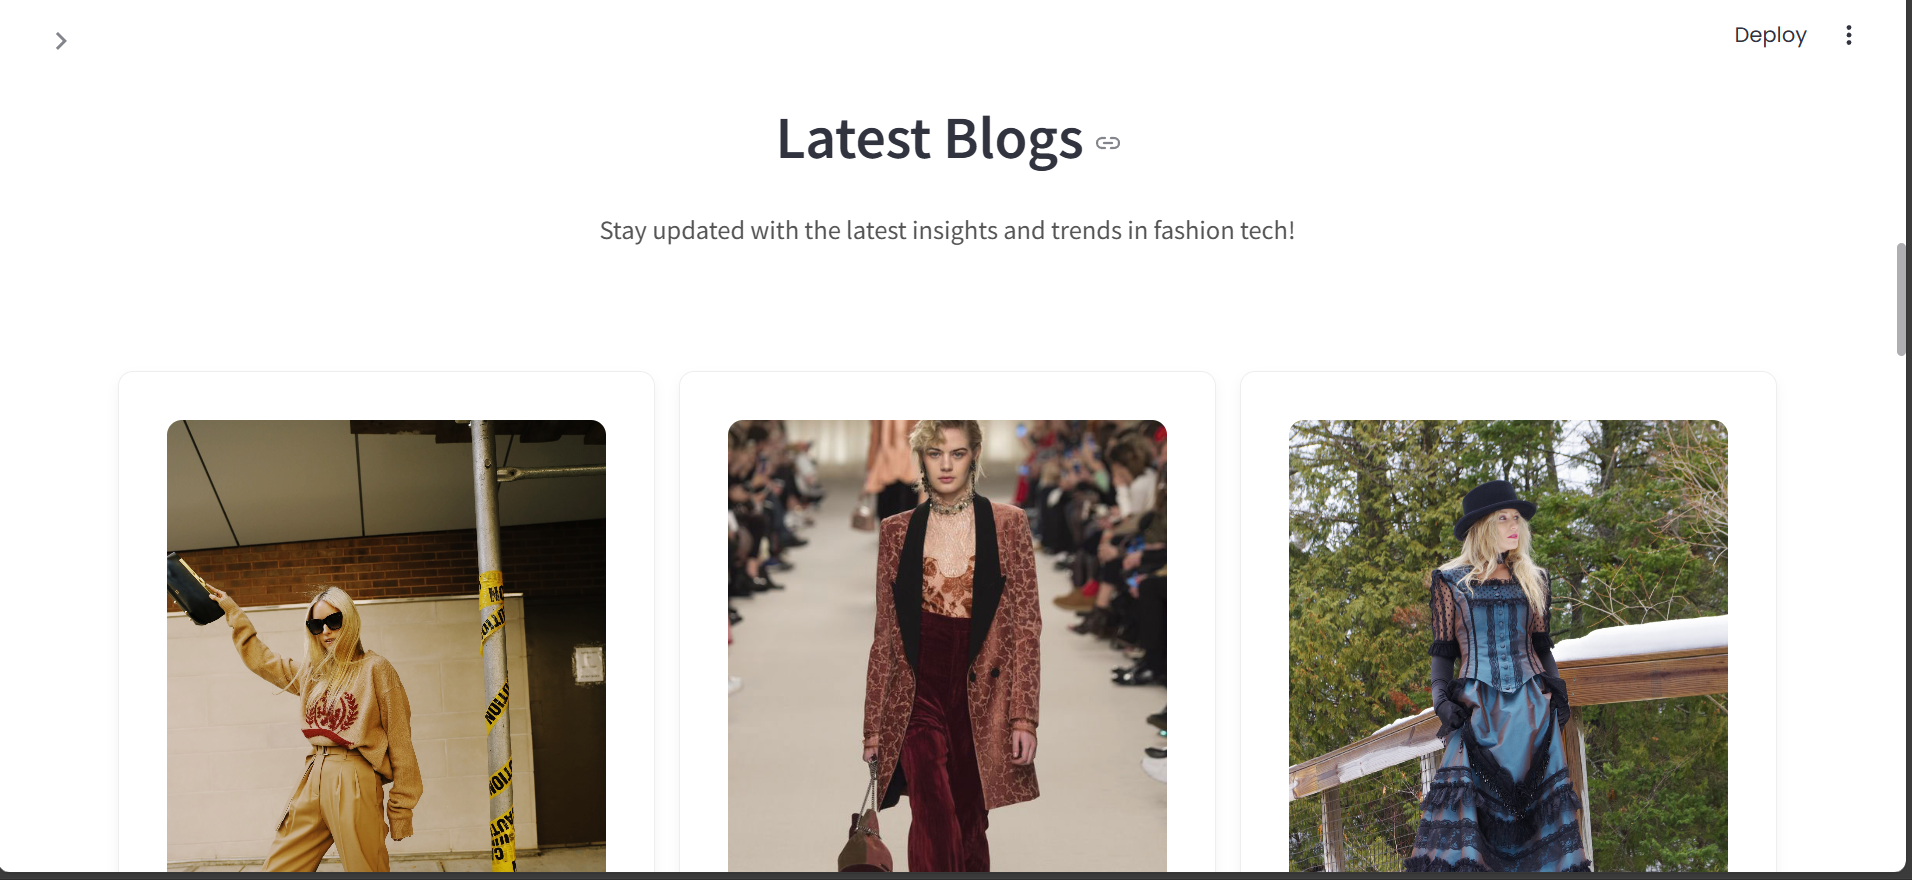 Deploy
Latest Blogs
Stay updated with the latest insights and trends in fashion tech!